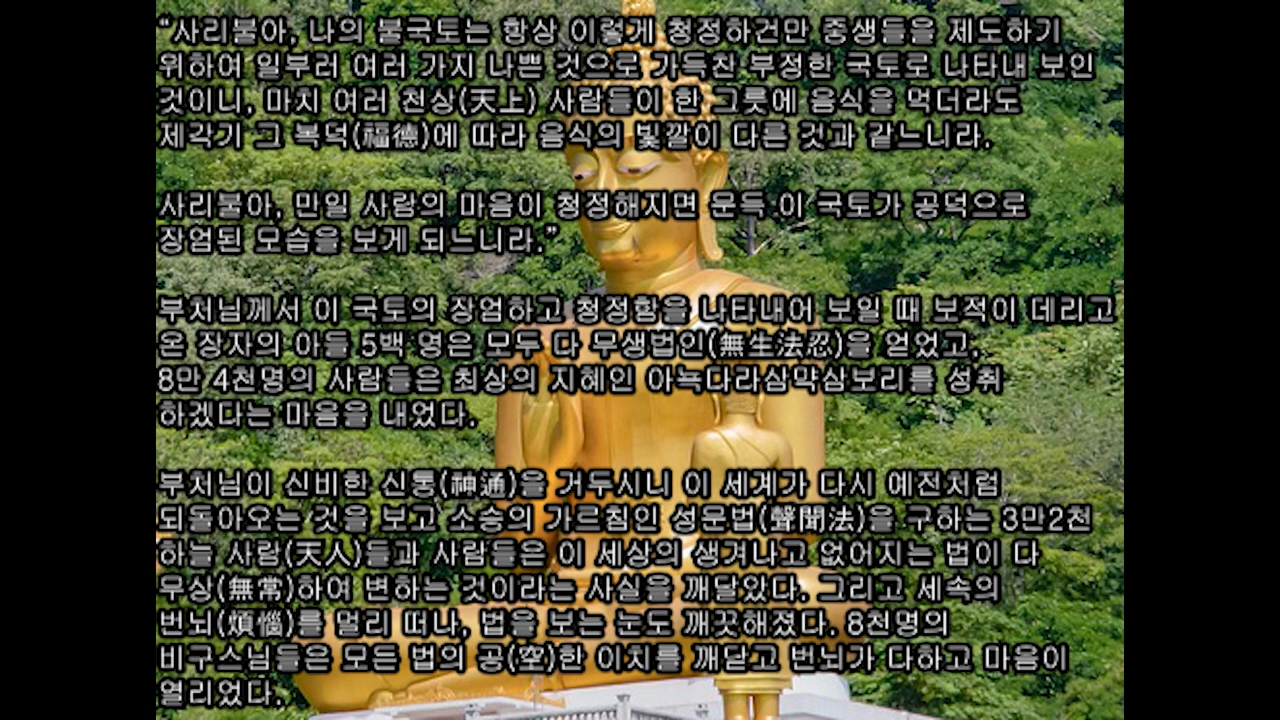 “사리불아, 나의 불국토는 항상 이렇게 청정하건만 중생들을 제도하기
위하여 일부러 여러 가지 나쁜 것으로 가득찬 부정한 국토로 나타내 보인
것이니, 마치 여러 천상(天上) 사람들이 한 그릇에 음식을 먹더라도
제각기 그 복덕(福德)에 따라 음식의 빛깔이 다른 것과 같느니라.
사리불아, 만일 사람의 마음이 청정해지면 문득 이 국토가 공덕으로
장엄된 모습을 보게 되느니라.”
부처님께서 이 국토의 장엄하고 청정함을 나타내어 보일 때 보적이 데리고
온 장자의 아들 5백 명은 모두 다 무생법인(無生法忍)을 얻었고,
8만 4천명의 사람들은 최상의 지혜인 아뇩다라삼먁삼보리를 성취
하겠다는 마음을 내었다.
부처님이 신비한 신통(神通)을 거두시니 이 세계가 다시 예전처럼
되돌아오는 것을 보고 소승의 가르침인 성문법(聲聞法)을 구하는 3만2천
하늘 사람(天人)들과 사람들은 이 세상의 생겨나고 없어지는 법이 다
무상(無常)하여 변하는 것이라는 사실을 깨달았다. 그리고 세속의
번뇌(煩惱)를 멀리 떠나, 법을 보는 눈도 깨끗해졌다. 8천명의
비구스님들은 모든 법의 공(空)한 이치를 깨닫고 번뇌가 다하고 마음이
열리었다.